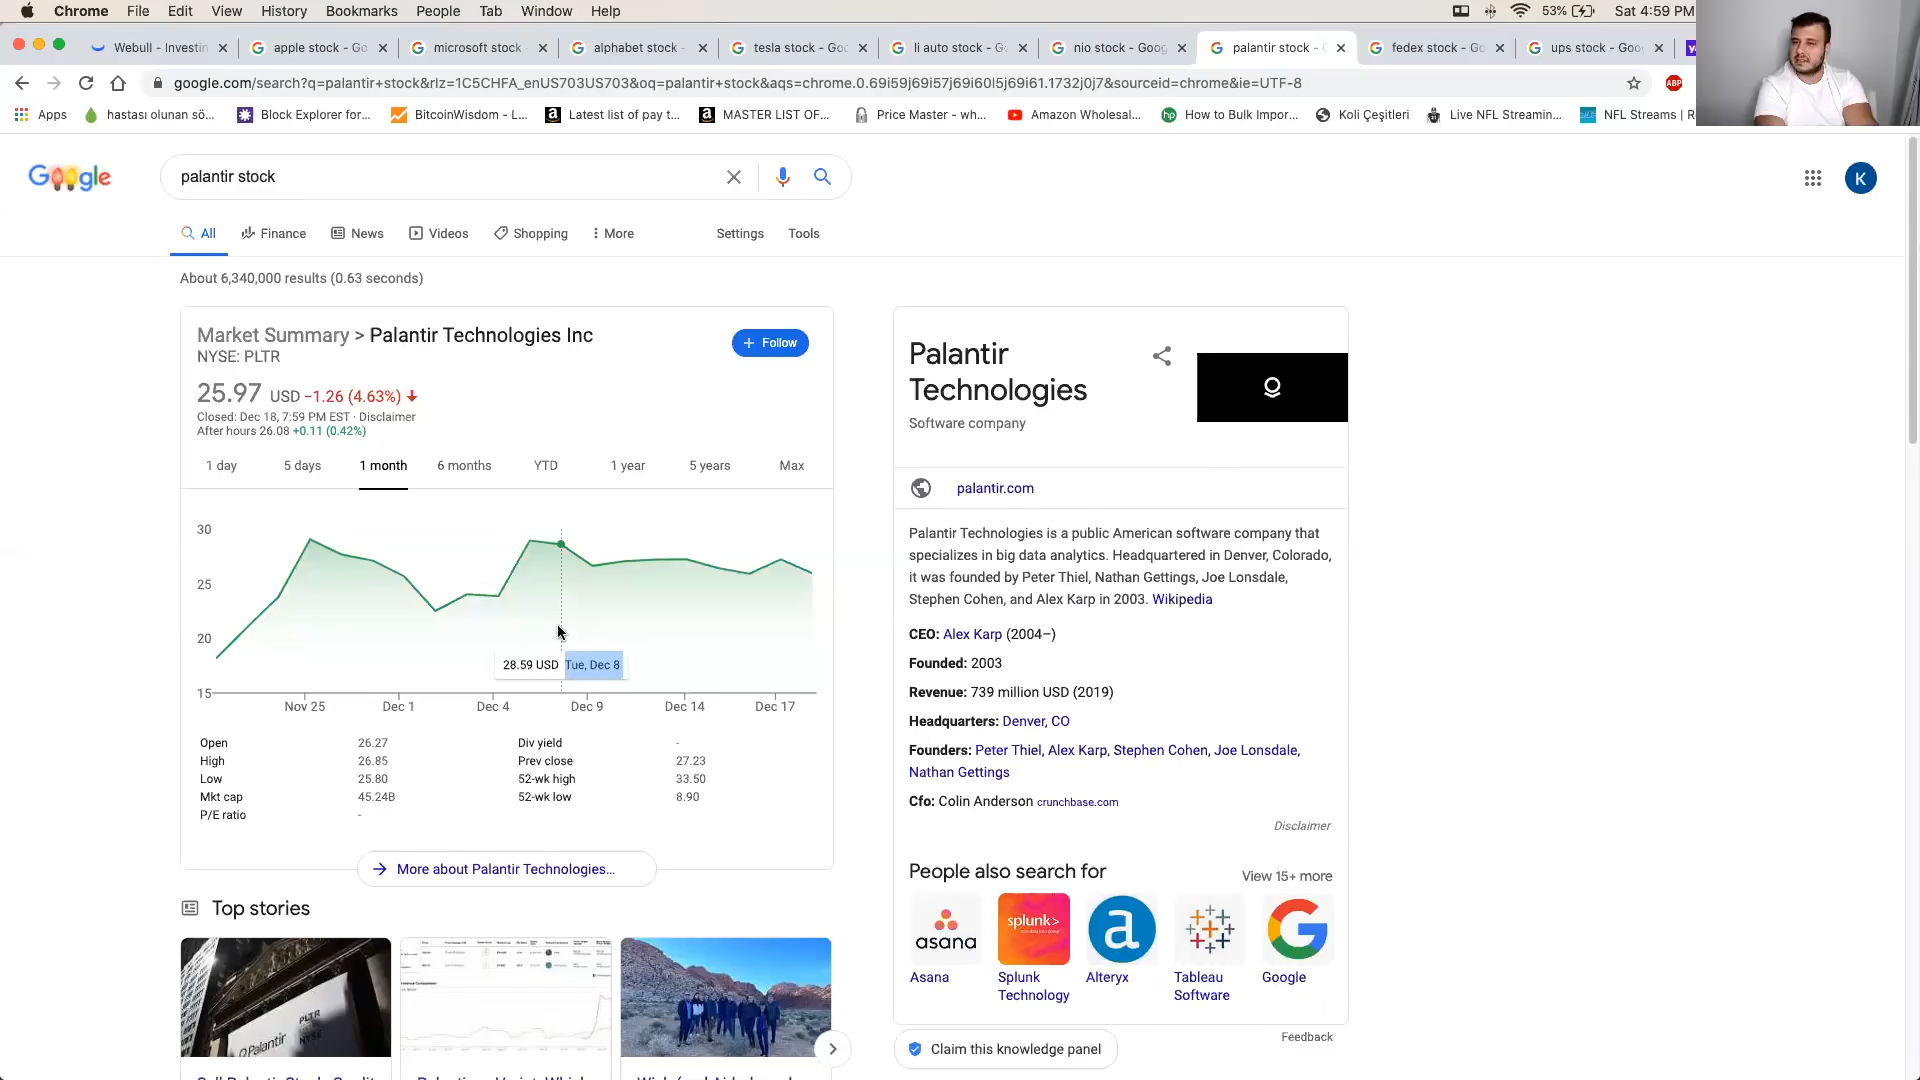 Chrome File Edit View History Bookmarks People Tab Window Help 53% Sat 4:59 PM
Webull - Investin apple stock - Go microsoft stock - alphabet stock - tesla stock - Goo li auto stock - G nio stock - Goog palantir stock - G fedex stock - Go ups stock - Goog
google.com/search?q=palantir+stock&rlz=1C5CHFA_enUS703US703&oq=palantir+stock&aqs=chrome.0.69i59j69i57j69i60l5j69i61.1732j0j7&sourceid=chrome&ie=UTF-8 ABP
Apps hastası olunan sö... Block Explorer for... BitcoinWisdom - L... Latest list of pay t... MASTER LIST OF... Price Master - wh... Amazon Wholesal... How to Bulk Impor... Koli Çeşitleri Live NFL Streamin... NFL Streams | R
Google palantir stock K
All Finance News Videos Shopping More Settings Tools
About 6,340,000 results (0.63 seconds)
Market Summary > Palantir Technologies Inc
NYSE: PLTR
+ Follow
25.97 USD −1.26 (4.63%)
Closed: Dec 18, 7:59 PM EST · Disclaimer
After hours 26.08 +0.11 (0.42%)
1 day 5 days 1 month 6 months YTD 1 year 5 years Max
30
25
20
28.59 USD Tue, Dec 8
15
Nov 25 Dec 1 Dec 4 Dec 9 Dec 14 Dec 17
Open 26.27 Div yield -
High 26.85 Prev close 27.23
Low 25.80 52-wk high 33.50
Mkt cap 45.24B 52-wk low 8.90
P/E ratio -
More about Palantir Technologies...
Top stories
PLTR
NYSE
Palantir
Palantir
Technologies
Software company
palantir.com
Palantir Technologies is a public American software company that
specializes in big data analytics. Headquartered in Denver, Colorado,
it was founded by Peter Thiel, Nathan Gettings, Joe Lonsdale,
Stephen Cohen, and Alex Karp in 2003. Wikipedia
CEO: Alex Karp (2004–)
Founded: 2003
Revenue: 739 million USD (2019)
Headquarters: Denver, CO
Founders: Peter Thiel, Alex Karp, Stephen Cohen, Joe Lonsdale,
Nathan Gettings
Cfo: Colin Anderson crunchbase.com
Disclaimer
People also search for View 15+ more
asana splunk> a
Asana Splunk Technology Alteryx Tableau Software Google
Feedback
Claim this knowledge panel